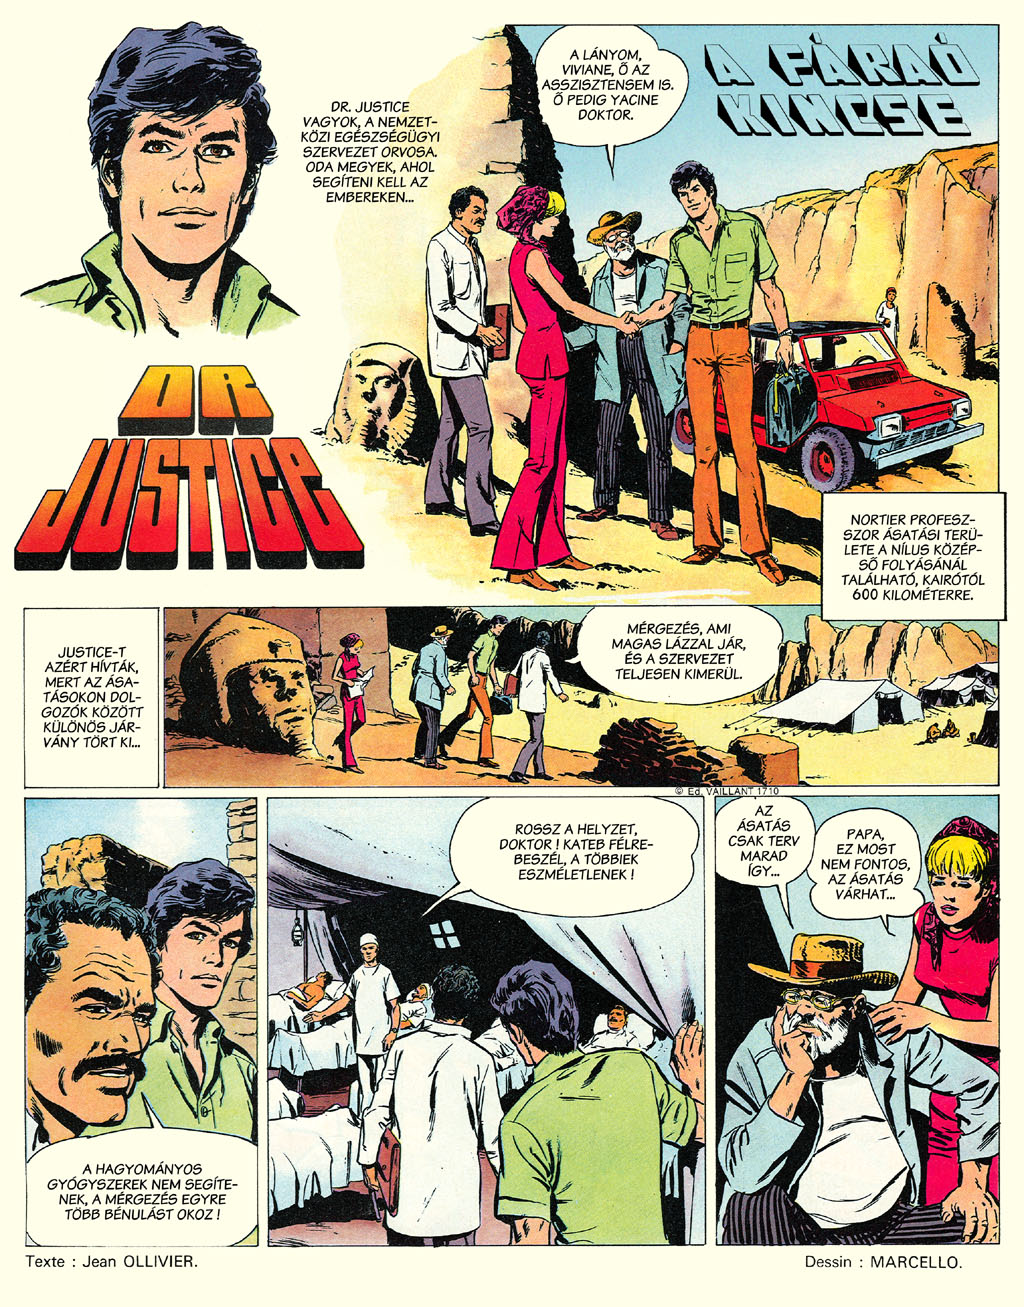 DR. JUSTICE
VAGYOK, A NEMZET-
KÖZI EGÉSZSÉGÜGYI
SZERVEZET ORVOSA.
ODA MEGYEK, AHOL
SEGÍTENI KELL AZ
EMBEREKEN...
A LÁNYOM,
VIVIANE, Ő AZ
ASSZISZTENSEM IS.
Ő PEDIG YACINE
DOKTOR.
A FÁRAÓ
KINCSE
DR
JUSTICE
NORTIER PROFESZ-
SZOR ÁSATÁSI TERÜ-
LETE A NÍLUS KÖZÉP-
SŐ FOLYÁSÁNÁL
TALÁLHATÓ, KAIRÓTÓL
600 KILOMÉTERRE.
JUSTICE-T
AZÉRT HÍVTÁK,
MERT AZ ÁSA-
TÁSOKON DOL-
GOZÓK KÖZÖTT
KÜLÖNÖS JÁR-
VÁNY TÖRT KI...
MÉRGEZÉS, AMI
MAGAS LÁZZAL JÁR,
ÉS A SZERVEZET
TELJESEN KIMERÜL.
© Ed. VAILLANT 1710
A HAGYOMÁNYOS
GYÓGYSZEREK NEM SEGÍTE-
NEK, A MÉRGEZÉS EGYRE
TÖBB BÉNULÁST OKOZ !
ROSSZ A HELYZET,
DOKTOR ! KATEB FÉLRE-
BESZÉL, A TÖBBIEK
ESZMÉLETLENEK !
AZ
ÁSATÁS
CSAK TERV
MARAD
ÍGY...
PAPA,
EZ MOST
NEM FONTOS,
AZ ÁSATÁS
VÁRHAT...
Texte : Jean OLLIVIER.
Dessin : MARCELLO.